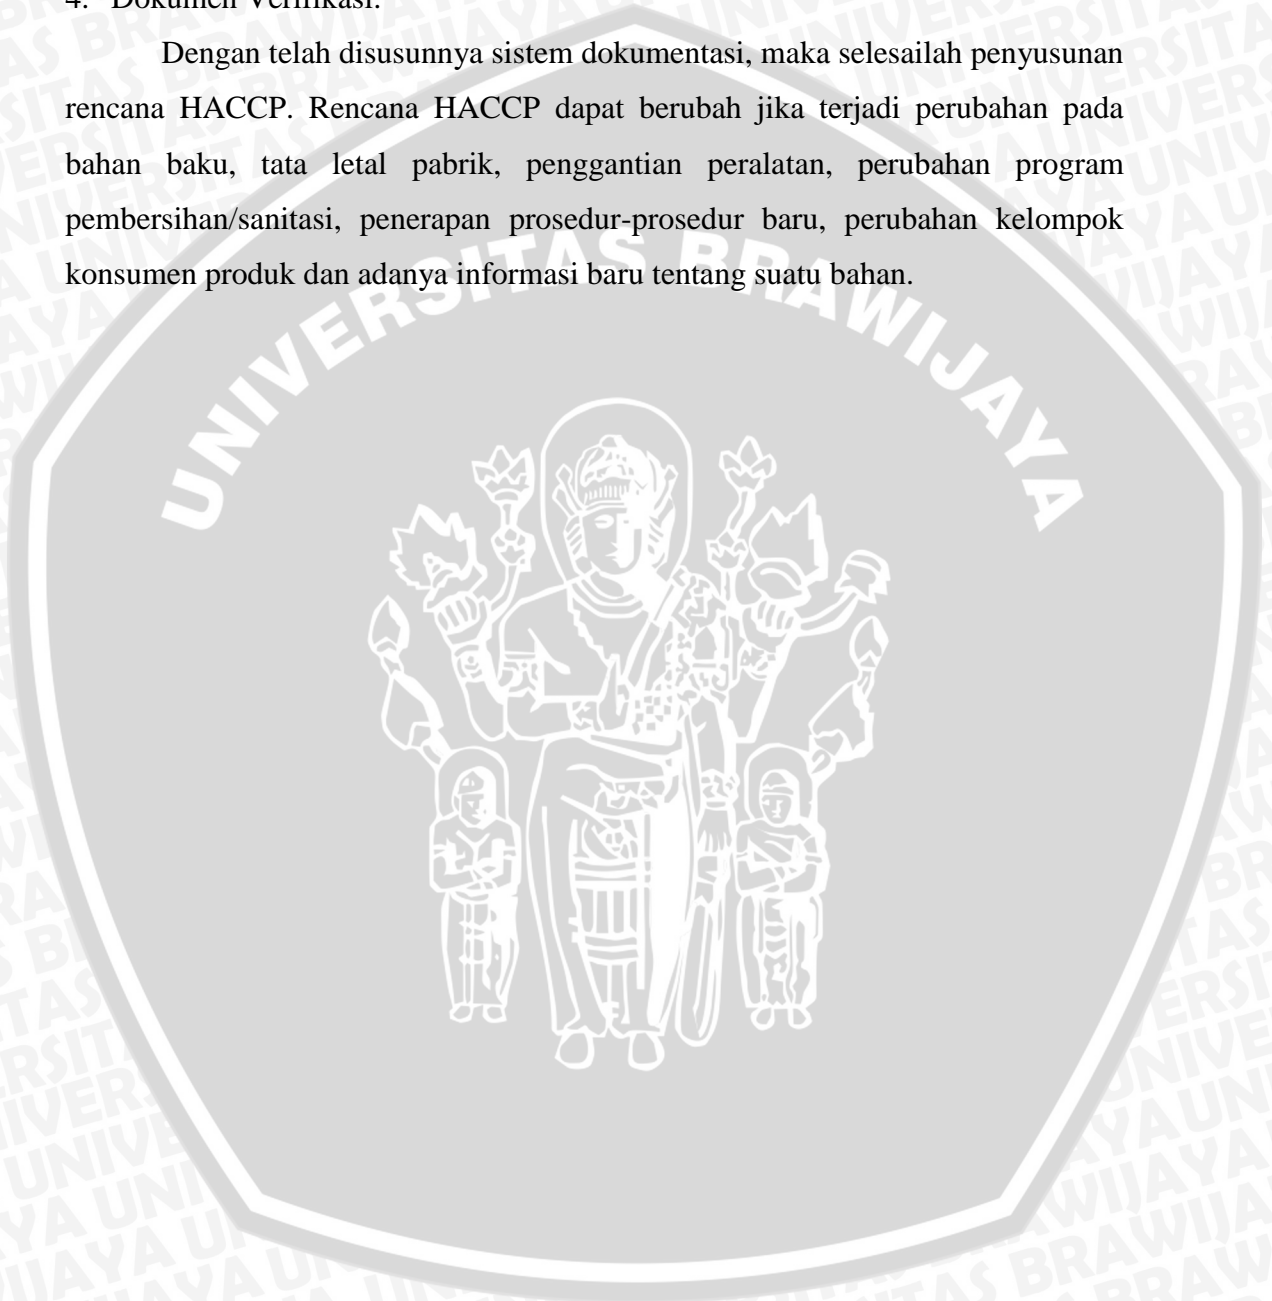 4. Dokumen Verifikasi.
Dengan telah disusunnya sistem dokumentasi, maka selesailah penyusunan
rencana HACCP. Rencana HACCP dapat berubah jika terjadi perubahan pada
bahan baku, tata letal pabrik, penggantian peralatan, perubahan program
pembersihan/sanitasi, penerapan prosedur-prosedur baru, perubahan kelompok
konsumen produk dan adanya informasi baru tentang suatu bahan.
UNIVERSITAS BRAWIJAYA